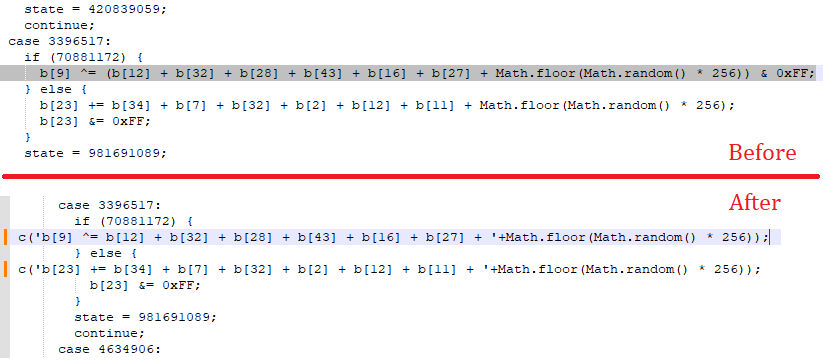 state = 420839059;
continue;
case 3396517:
if (70881172) {
b[9] ^= (b[12] + b[32] + b[28] + b[43] + b[16] + b[27] + Math.floor(Math.random() * 256)) & 0xFF;
} else {
b[23] += b[34] + b[7] + b[32] + b[2] + b[12] + b[11] + Math.floor(Math.random() * 256);
b[23] &= 0xFF;
}
state = 981691089;
Before
After
case 3396517:
if (70881172) {
c('b[9] ^= b[12] + b[32] + b[28] + b[43] + b[16] + b[27] + '+Math.floor(Math.random() * 256));
} else {
c('b[23] += b[34] + b[7] + b[32] + b[2] + b[12] + b[11] + '+Math.floor(Math.random() * 256));
b[23] &= 0xFF;
}
state = 981691089;
continue;
case 4634906: